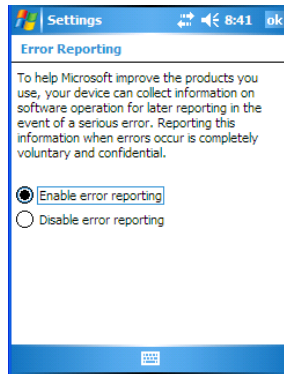 Settings 8:41 ok
Error Reporting
To help Microsoft improve the products you
use, your device can collect information on
software operation for later reporting in the
event of a serious error. Reporting this
information when errors occur is completely
voluntary and confidential.
Enable error reporting
Disable error reporting